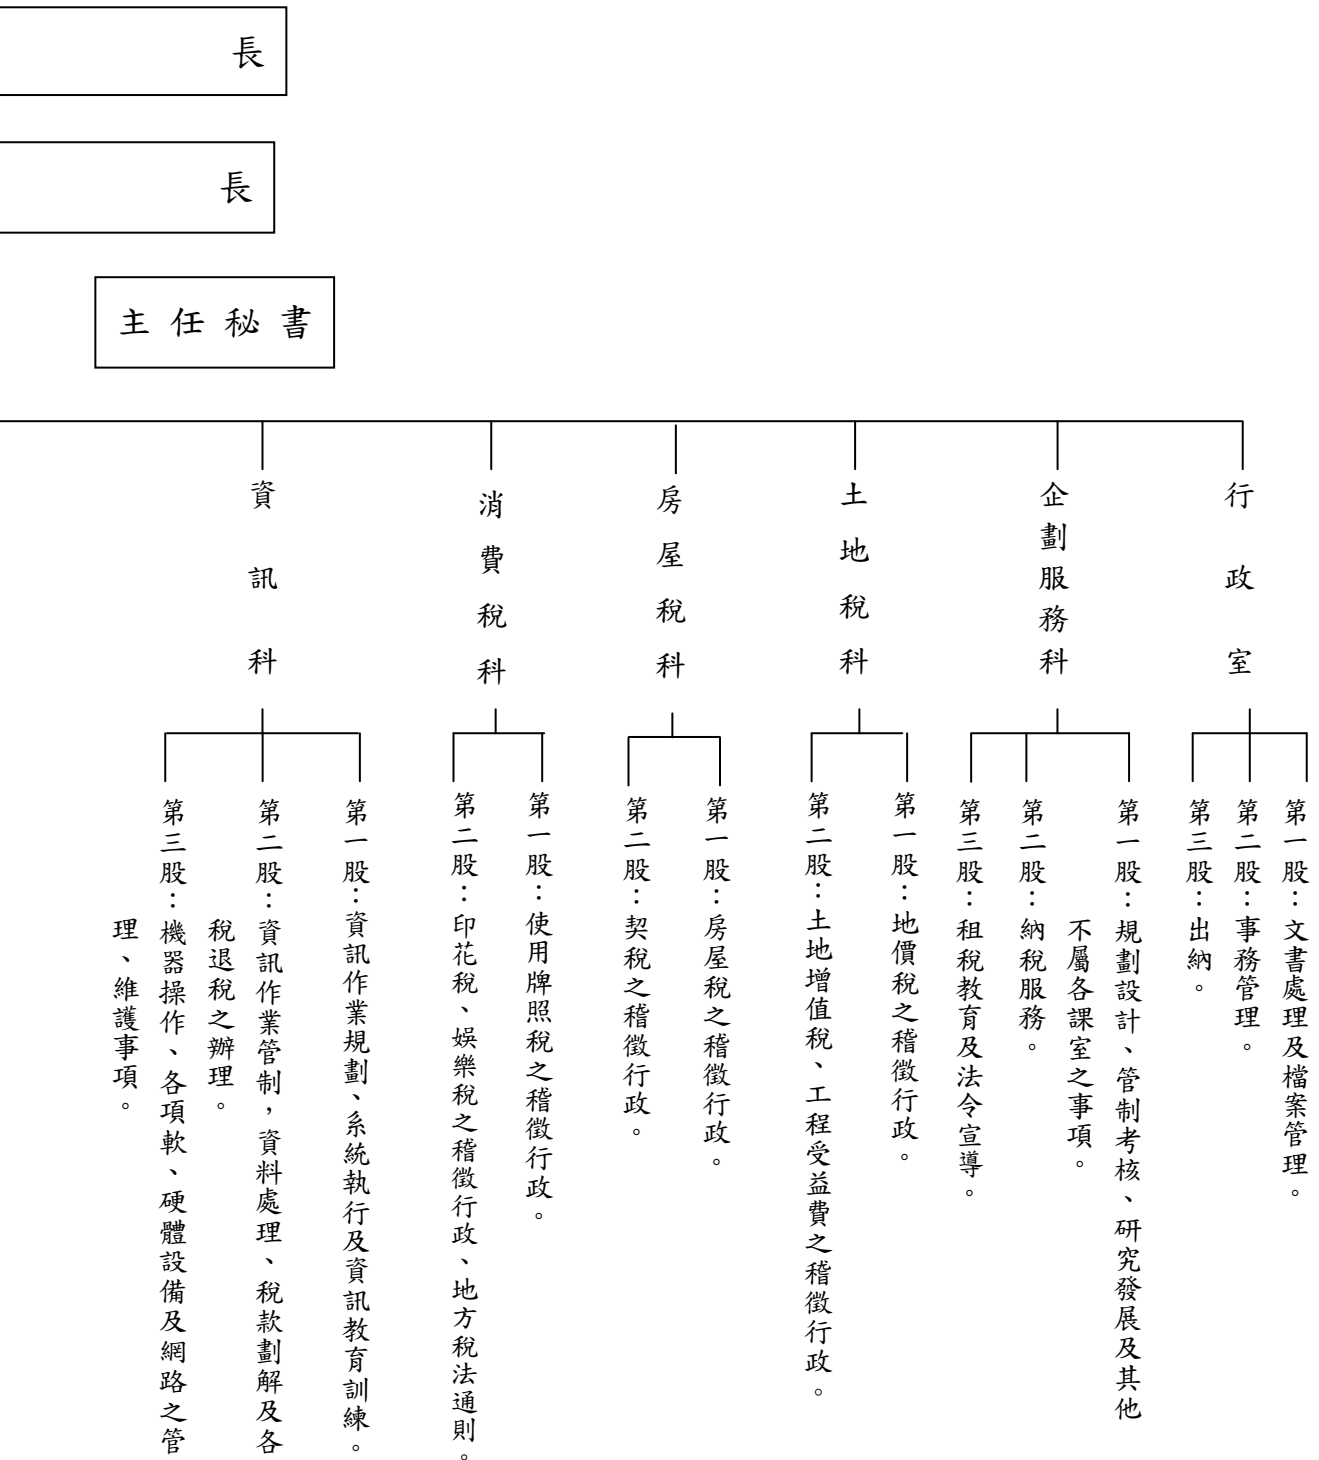 長
長
主任秘書
行政室
第一股：文書處理及檔案管理。
第二股：事務管理。
第三股：出納。
企劃服務科
第一股：規劃設計、管制考核、研究發展及其他
不屬各課室之事項。
第二股：納稅服務。
第三股：租稅教育及法令宣導。
土地稅科
第一股：地價稅之稽徵行政。
第二股：土地增值稅、工程受益費之稽徵行政。
房屋稅科
第一股：房屋稅之稽徵行政。
第二股：契稅之稽徵行政。
消費稅科
第一股：使用牌照稅之稽徵行政。
第二股：印花稅、娛樂稅之稽徵行政、地方稅法通則。
資訊科
第一股：資訊作業規劃、系統執行及資訊教育訓練。
第二股：資訊作業管制，資料處理、稅款劃解及各
稅退稅之辦理。
第三股：機器操作、各項軟、硬體設備及網路之管
理、維護事項。